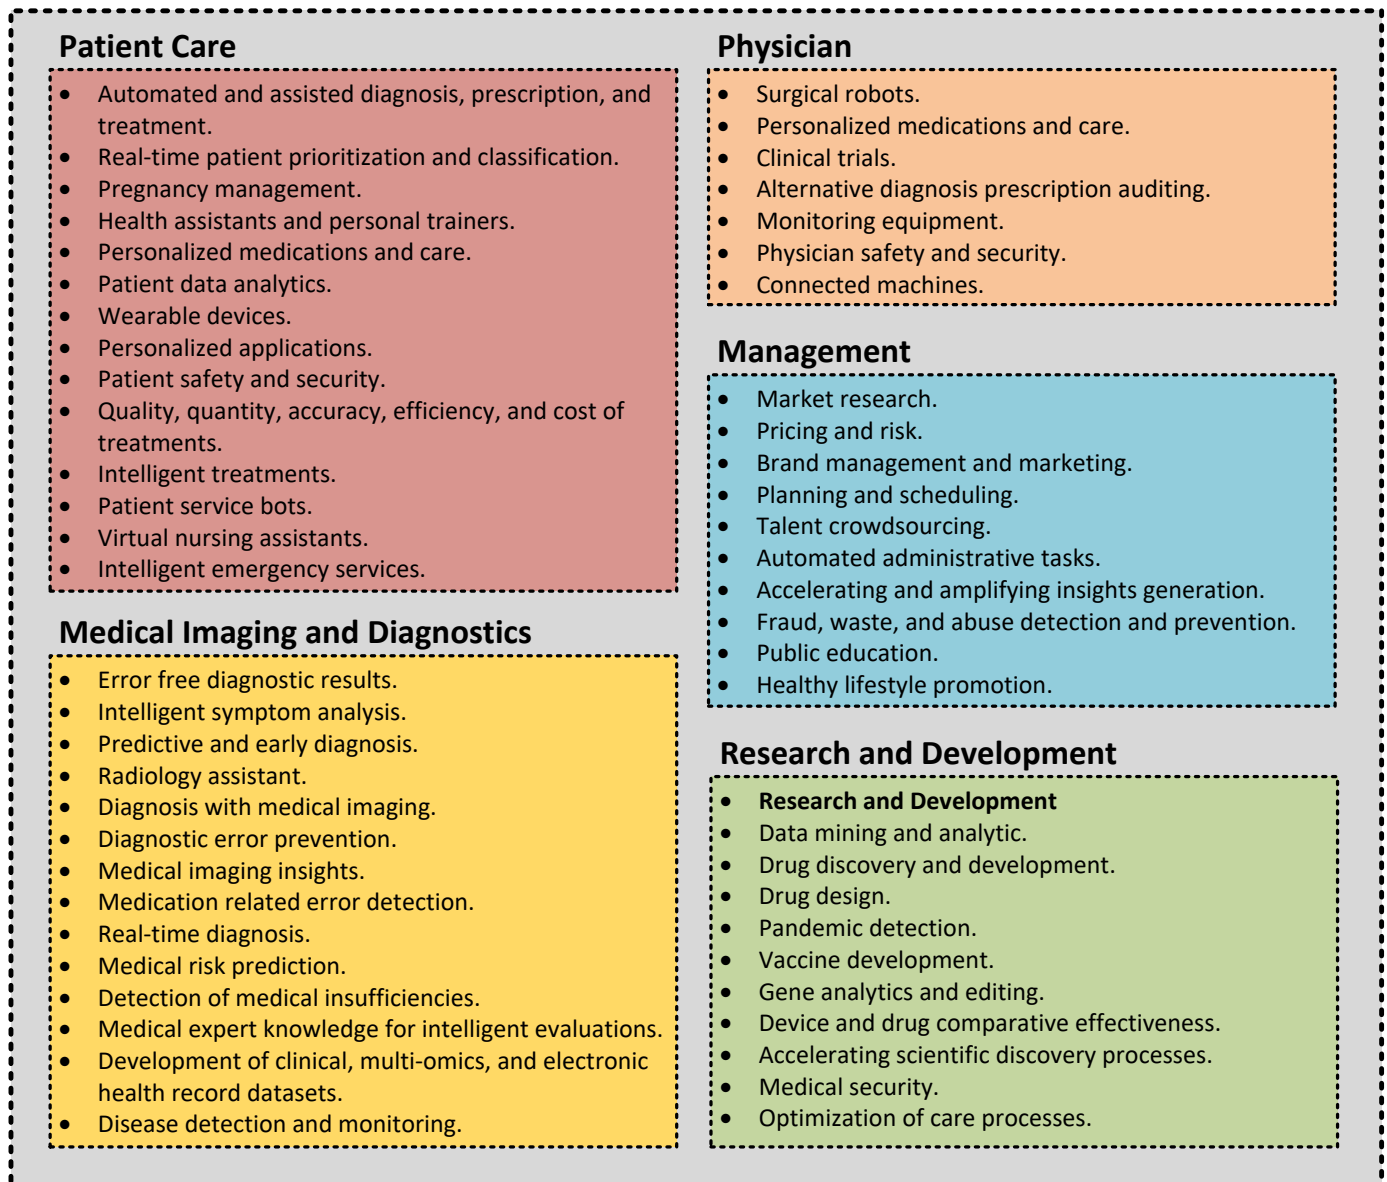 Patient Care
• Automated and assisted diagnosis, prescription, and
treatment.
• Real-time patient prioritization and classification.
• Pregnancy management.
• Health assistants and personal trainers.
• Personalized medications and care.
• Patient data analytics.
• Wearable devices.
• Personalized applications.
• Patient safety and security.
• Quality, quantity, accuracy, efficiency, and cost of
treatments.
• Intelligent treatments.
• Patient service bots.
• Virtual nursing assistants.
• Intelligent emergency services.
Medical Imaging and Diagnostics
• Error free diagnostic results.
• Intelligent symptom analysis.
• Predictive and early diagnosis.
• Radiology assistant.
• Diagnosis with medical imaging.
• Diagnostic error prevention.
• Medical imaging insights.
• Medication related error detection.
• Real-time diagnosis.
• Medical risk prediction.
• Detection of medical insufficiencies.
• Medical expert knowledge for intelligent evaluations.
• Development of clinical, multi-omics, and electronic
health record datasets.
• Disease detection and monitoring.
Physician
• Surgical robots.
• Personalized medications and care.
• Clinical trials.
• Alternative diagnosis prescription auditing.
• Monitoring equipment.
• Physician safety and security.
• Connected machines.
Management
• Market research.
• Pricing and risk.
• Brand management and marketing.
• Planning and scheduling.
• Talent crowdsourcing.
• Automated administrative tasks.
• Accelerating and amplifying insights generation.
• Fraud, waste, and abuse detection and prevention.
• Public education.
• Healthy lifestyle promotion.
Research and Development
• Research and Development
• Data mining and analytic.
• Drug discovery and development.
• Drug design.
• Pandemic detection.
• Vaccine development.
• Gene analytics and editing.
• Device and drug comparative effectiveness.
• Accelerating scientific discovery processes.
• Medical security.
• Optimization of care processes.